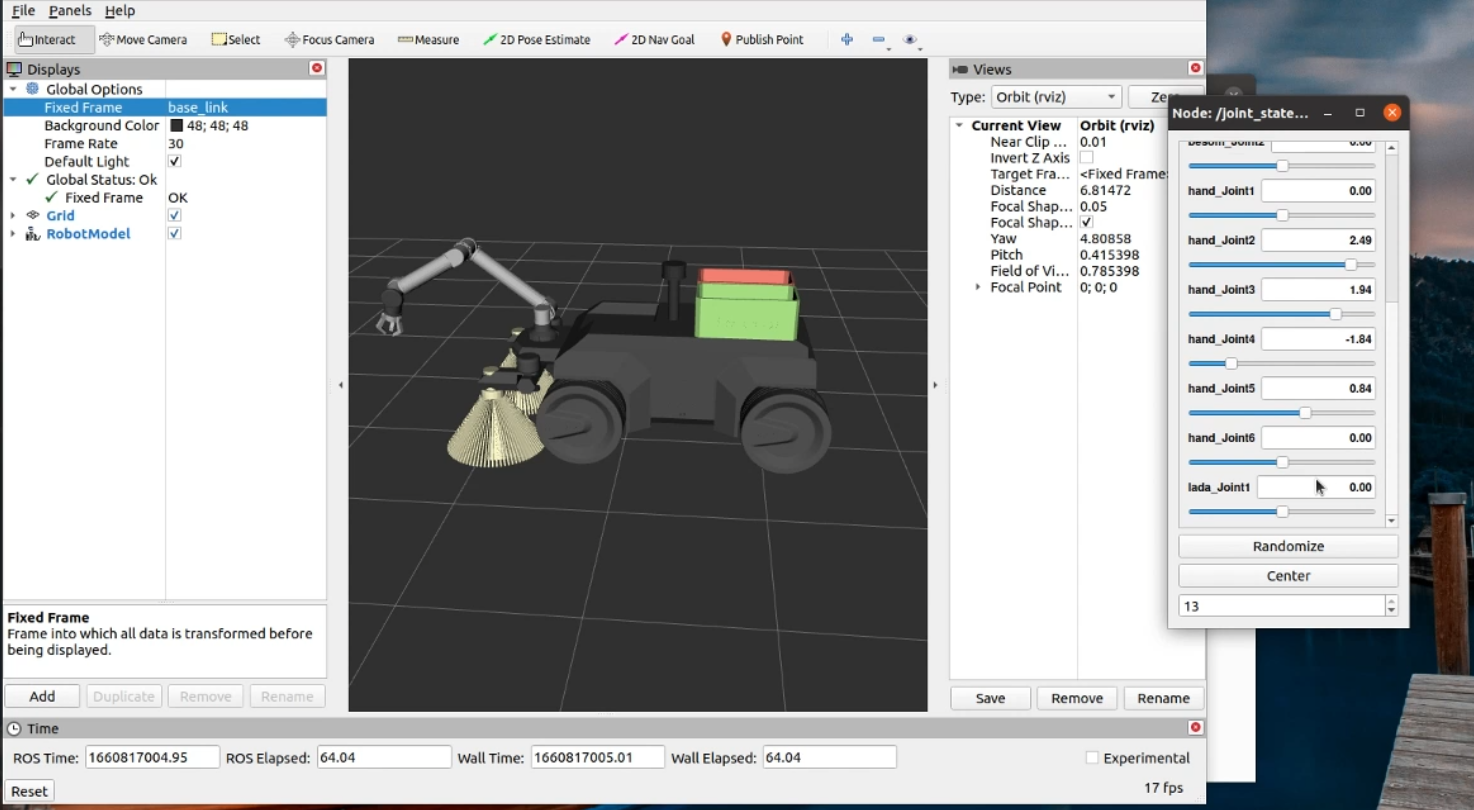 File Panels Help
Interact Move Camera Select Focus Camera Measure 2D Pose Estimate 2D Nav Goal Publish Point
Displays
Global Options
Fixed Frame base_link
Background Color 48; 48; 48
Frame Rate 30
Default Light
Global Status: Ok
Fixed Frame OK
Grid
RobotModel
Fixed Frame
Frame into which all data is transformed before
being displayed.
Add Duplicate Remove Rename
Views
Type: Orbit (rviz) Zero
Current View Orbit (rviz)
Near Clip ... 0.01
Invert Z Axis
Target Fra... <Fixed Frame>
Distance 6.81472
Focal Shap... 0.05
Focal Shap...
Yaw 4.80858
Pitch 0.415398
Field of Vi... 0.785398
Focal Point 0; 0; 0
Save Remove Rename
Node: /joint_state...
besom_Joint2 0.00
hand_Joint1 0.00
hand_Joint2 2.49
hand_Joint3 1.94
hand_Joint4 -1.84
hand_Joint5 0.84
hand_Joint6 0.00
lada_Joint1 0.00
Randomize
Center
13
Time
ROS Time: 1660817004.95 ROS Elapsed: 64.04 Wall Time: 1660817005.01 Wall Elapsed: 64.04 Experimental
Reset 17 fps